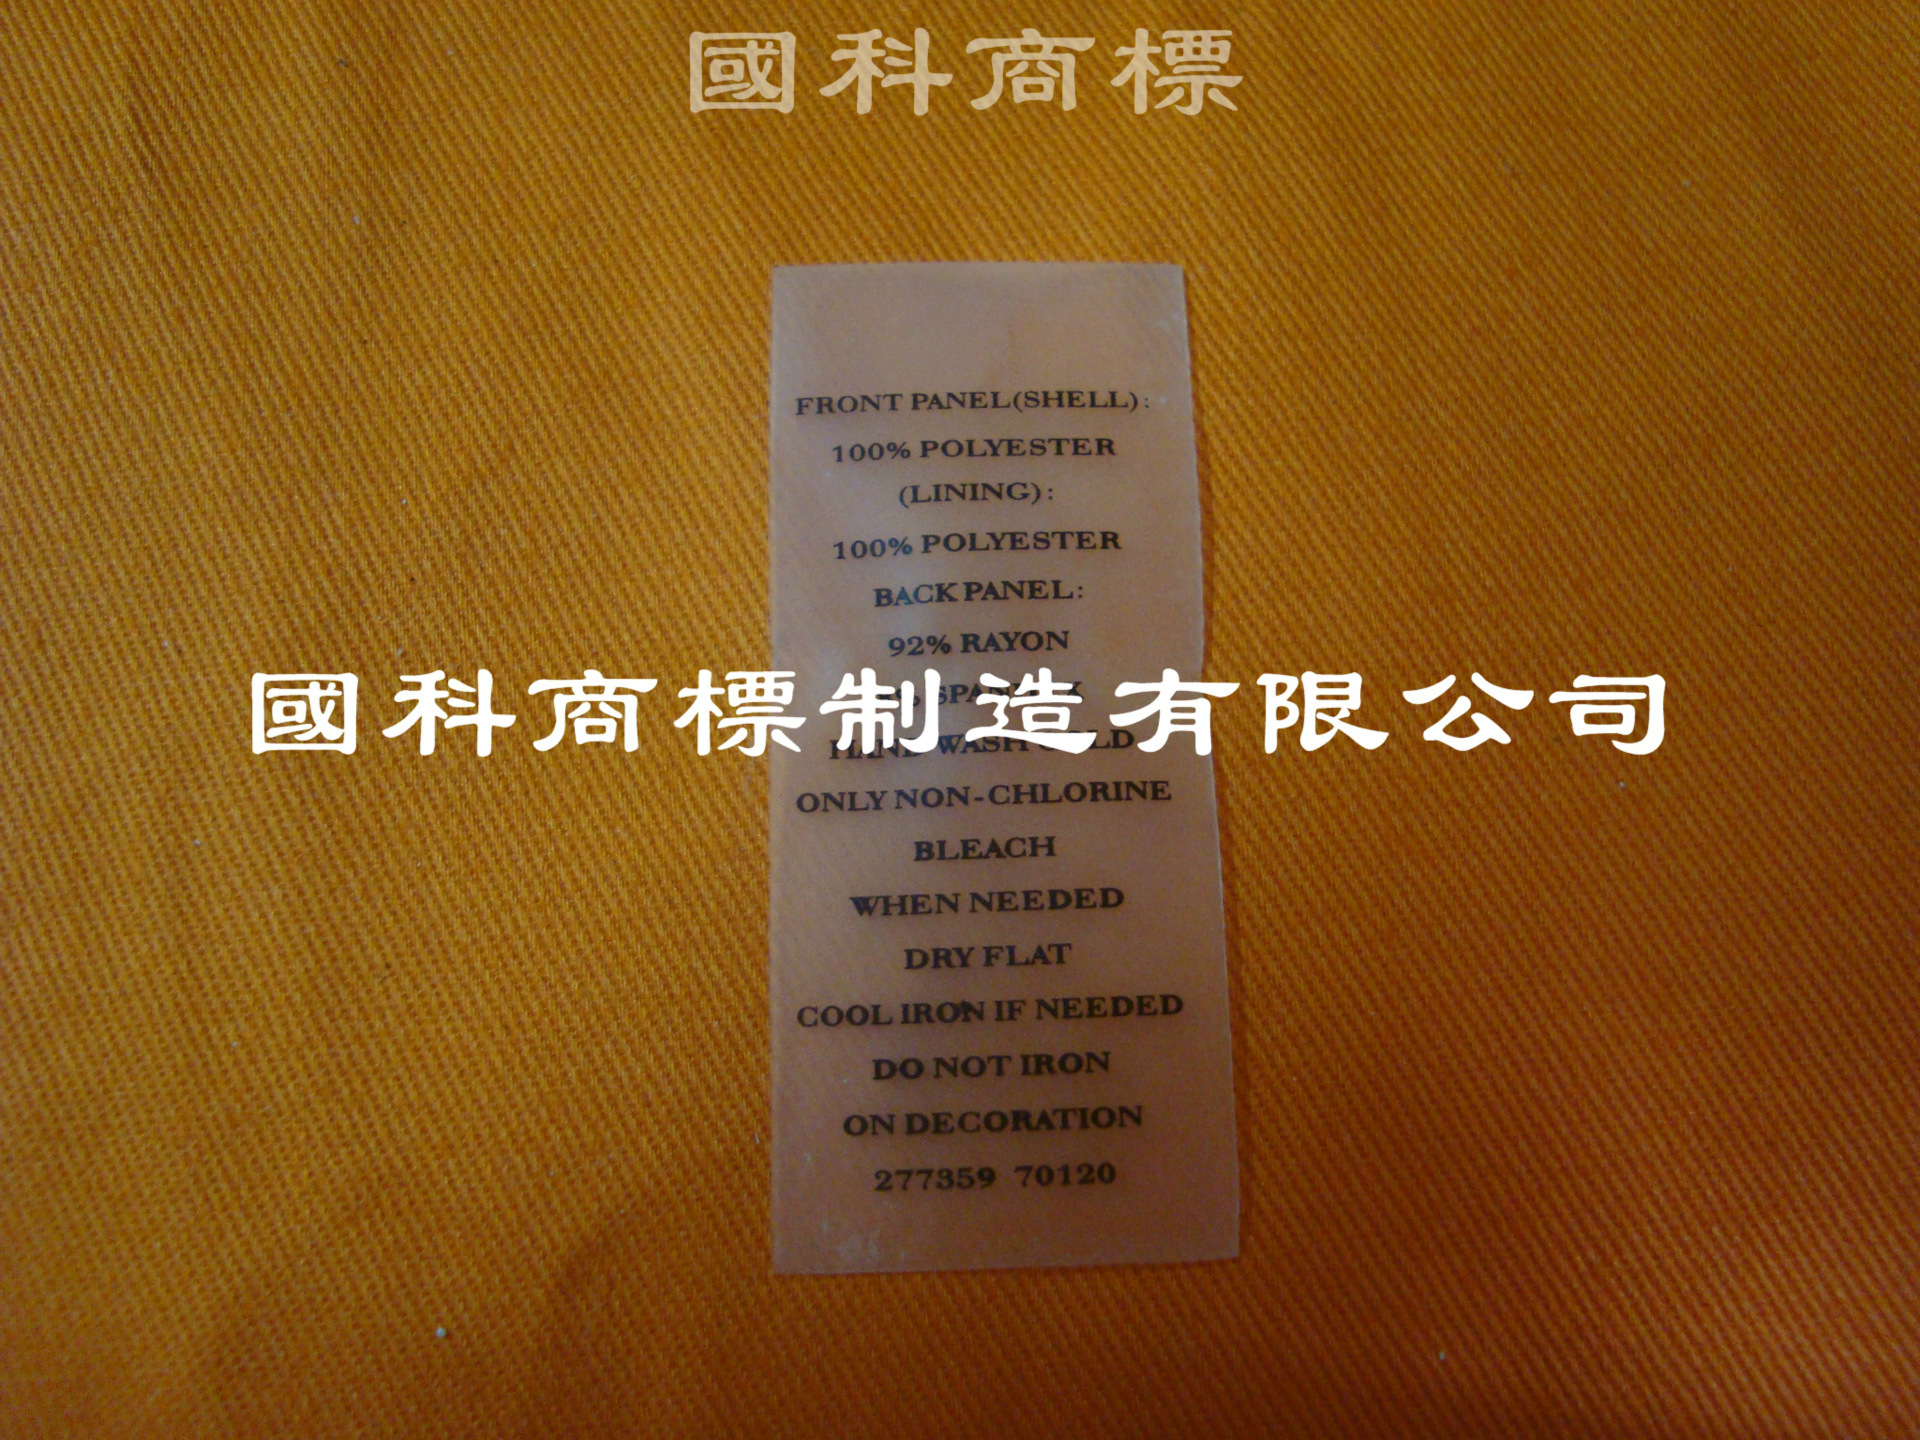 國科商標
FRONT PANEL(SHELL):
100% POLYESTER
(LINING):
100% POLYESTER
BACK PANEL:
92% RAYON
國科商標制造有限公司
WASH
ONLY NON-CHLORINE
BLEACH
WHEN NEEDED
DRY FLAT
COOL IRON IF NEEDED
DO NOT IRON
ON DECORATION
277359 70120